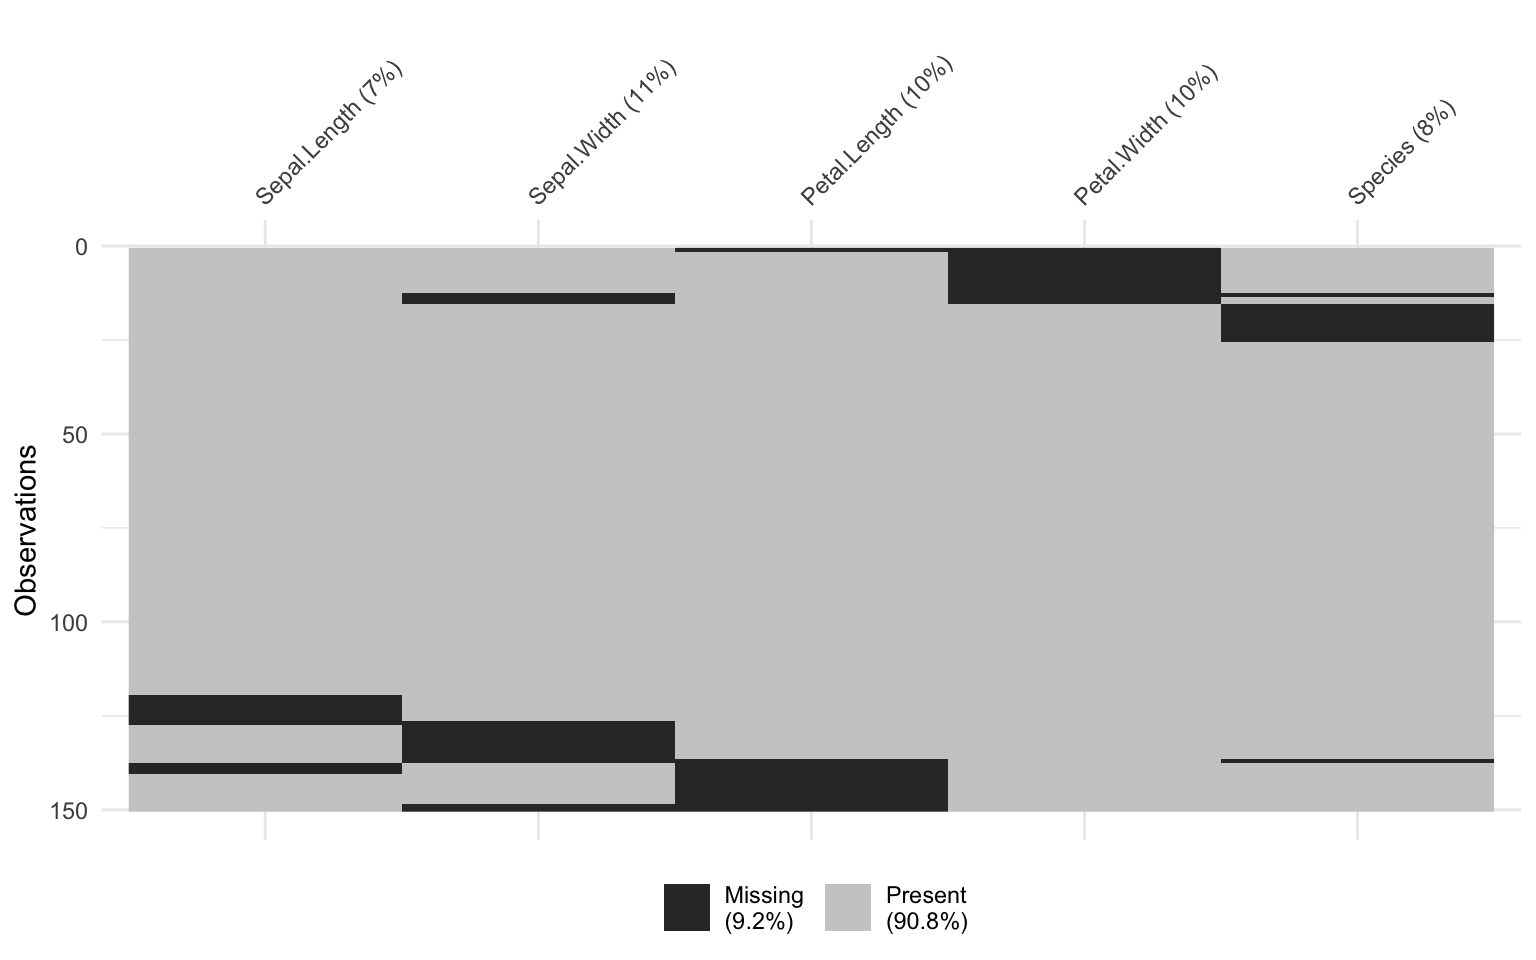 Sepal.Length (7%)
Sepal.Width (11%)
Petal.Length (10%)
Petal.Width (10%)
Species (8%)
0
50
100
150
Observations
Missing
(9.2%)
Present
(90.8%)